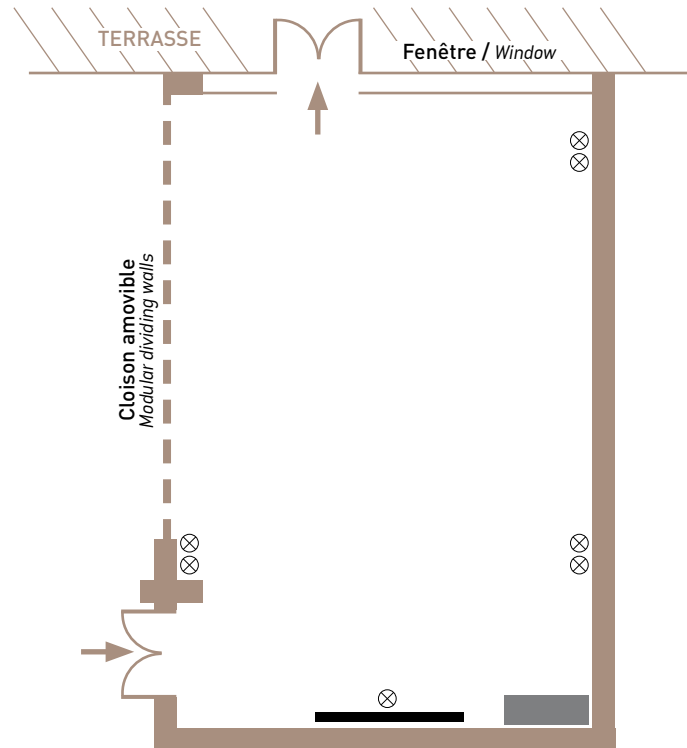 TERRASSE
Fenêtre / Window
Cloison amovible
Modular dividing walls